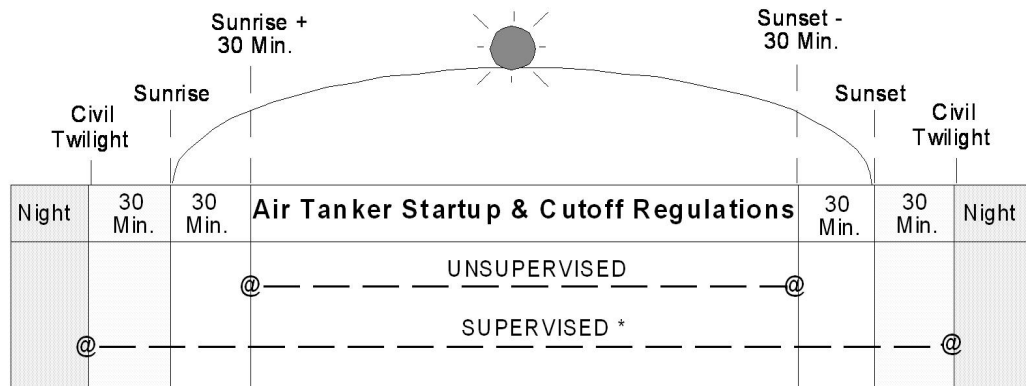 Sunrise +
30 Min.
Sunset -
30 Min.
Sunrise
Sunset
Civil
Twilight
Civil
Twilight
Night
30
Min.
30
Min.
Air Tanker Startup & Cutoff Regulations
30
Min.
30
Min.
Night
UNSUPERVISED
@ @
SUPERVISED *
@ @